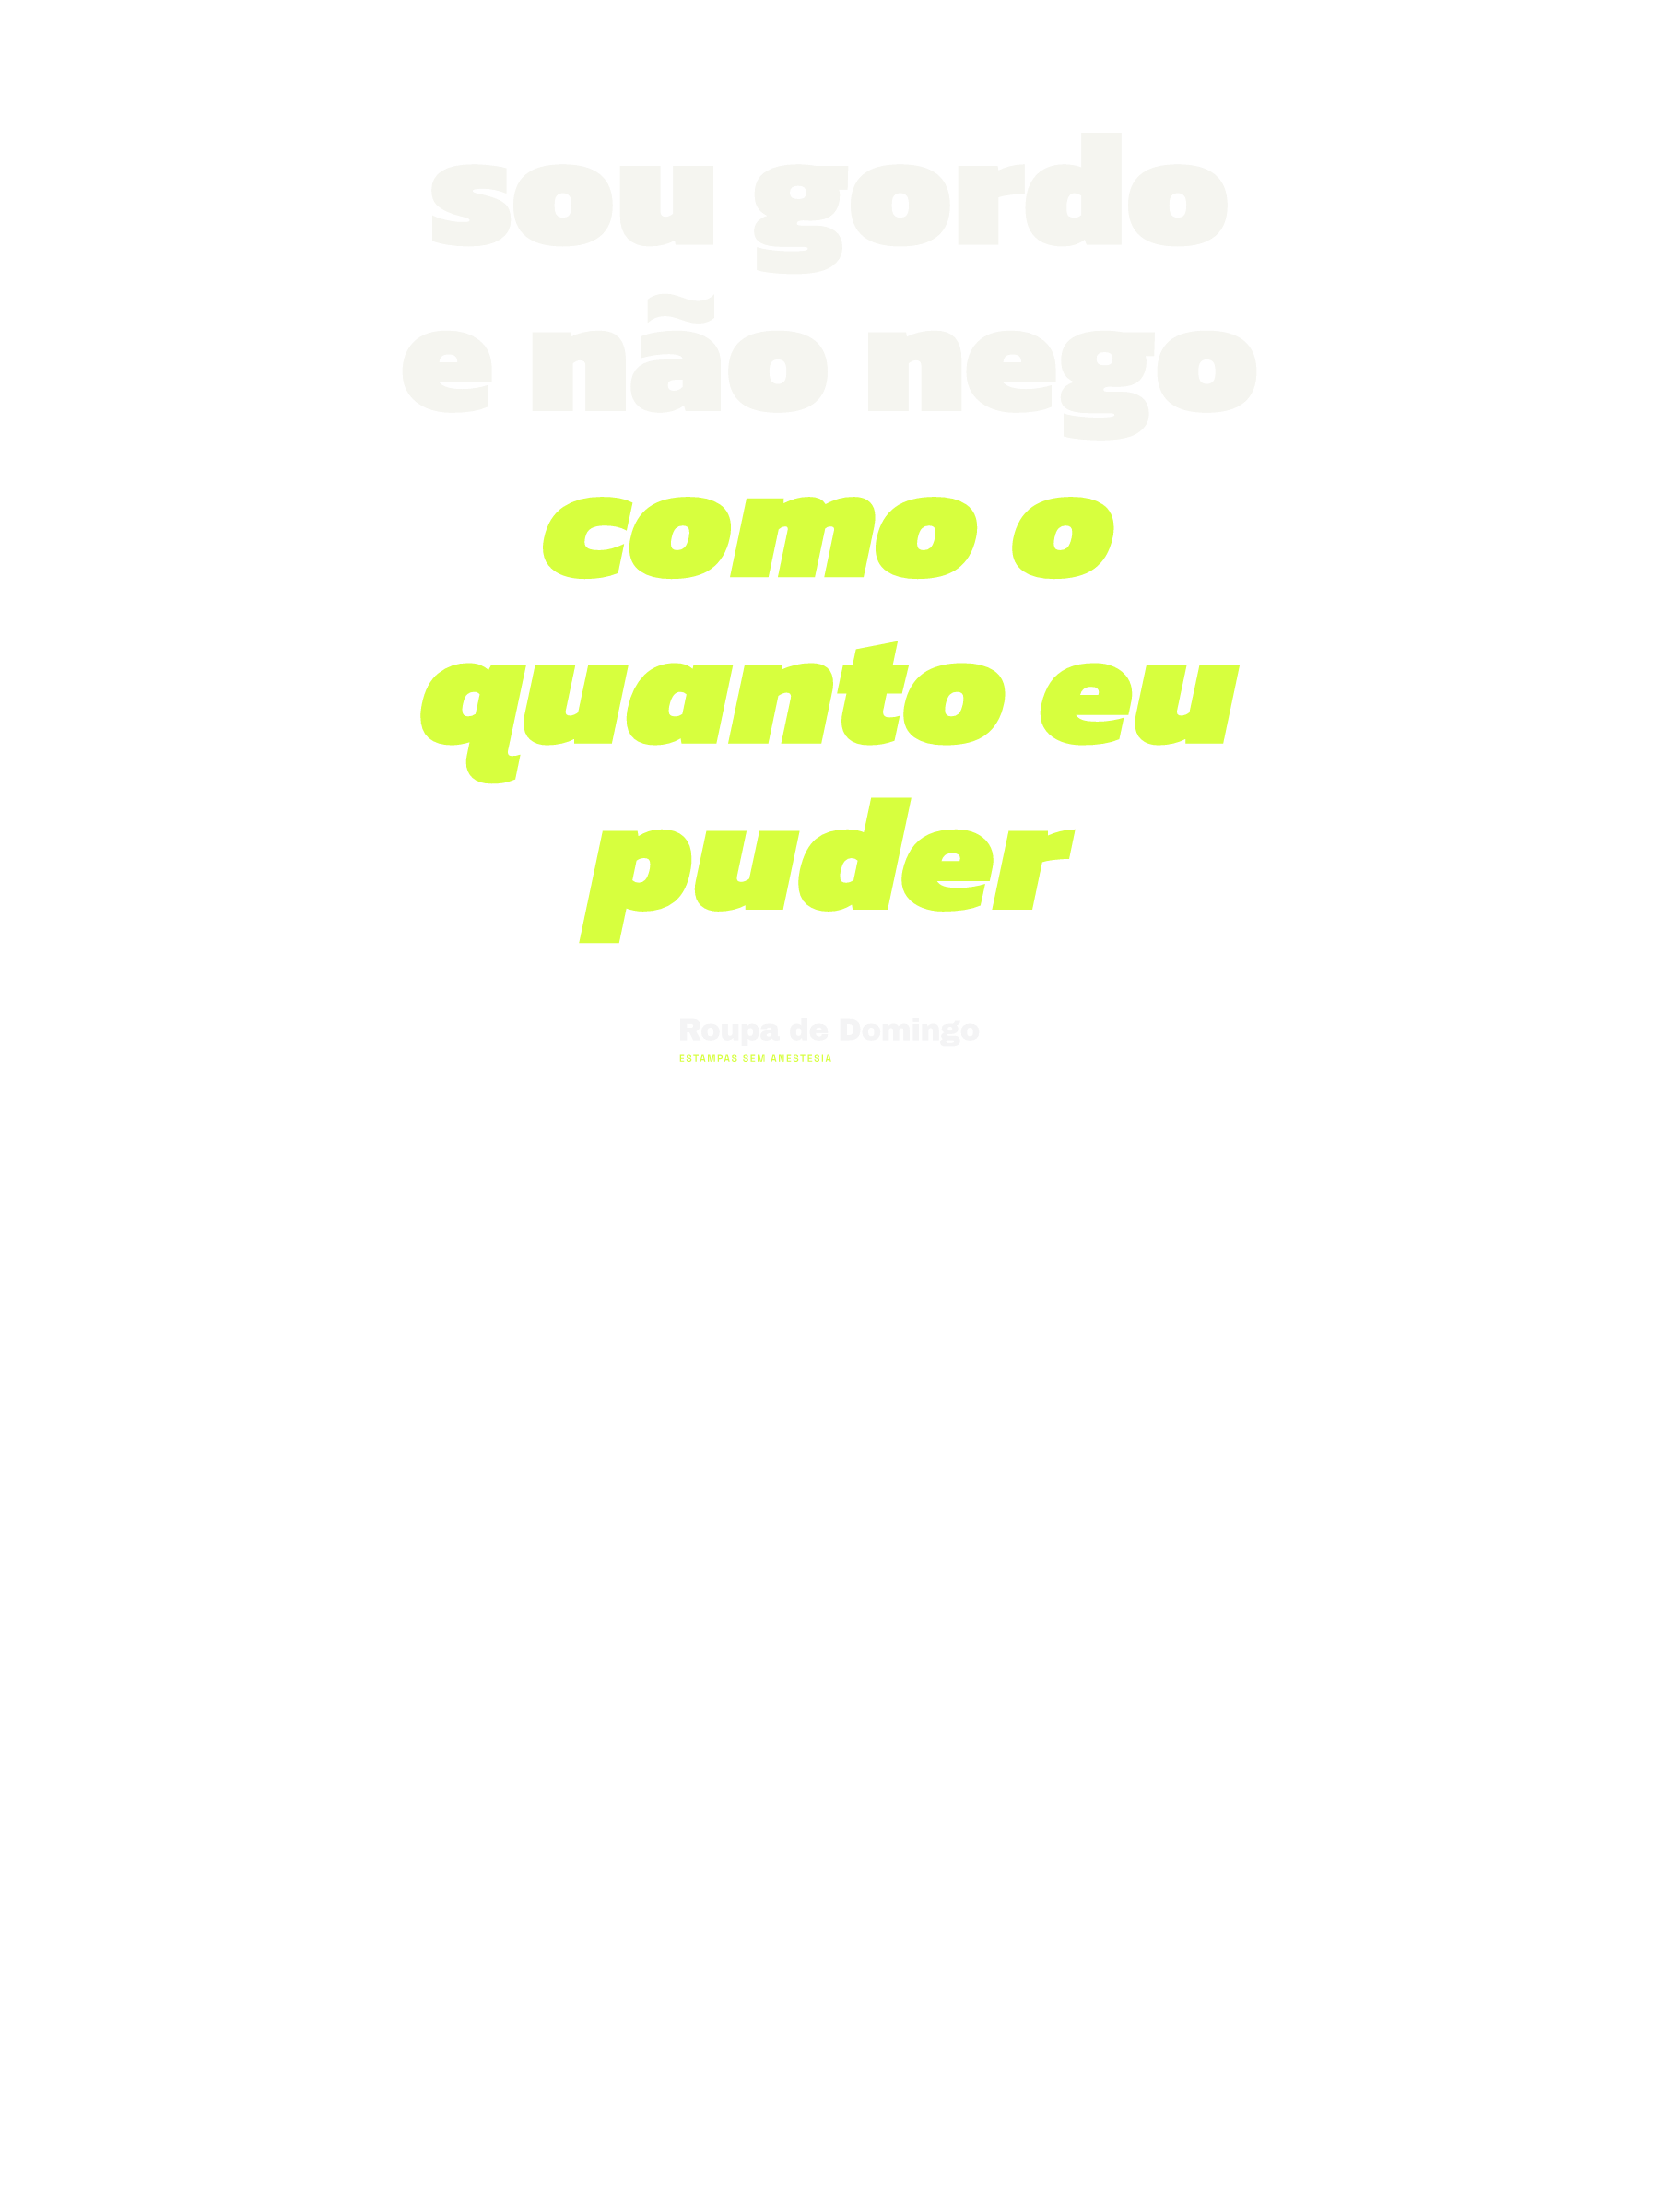 sou gordo
e não nego
como o
quanto eu
puder
Roupa de Domingo
ESTAMPAS SEM ANESTESIA